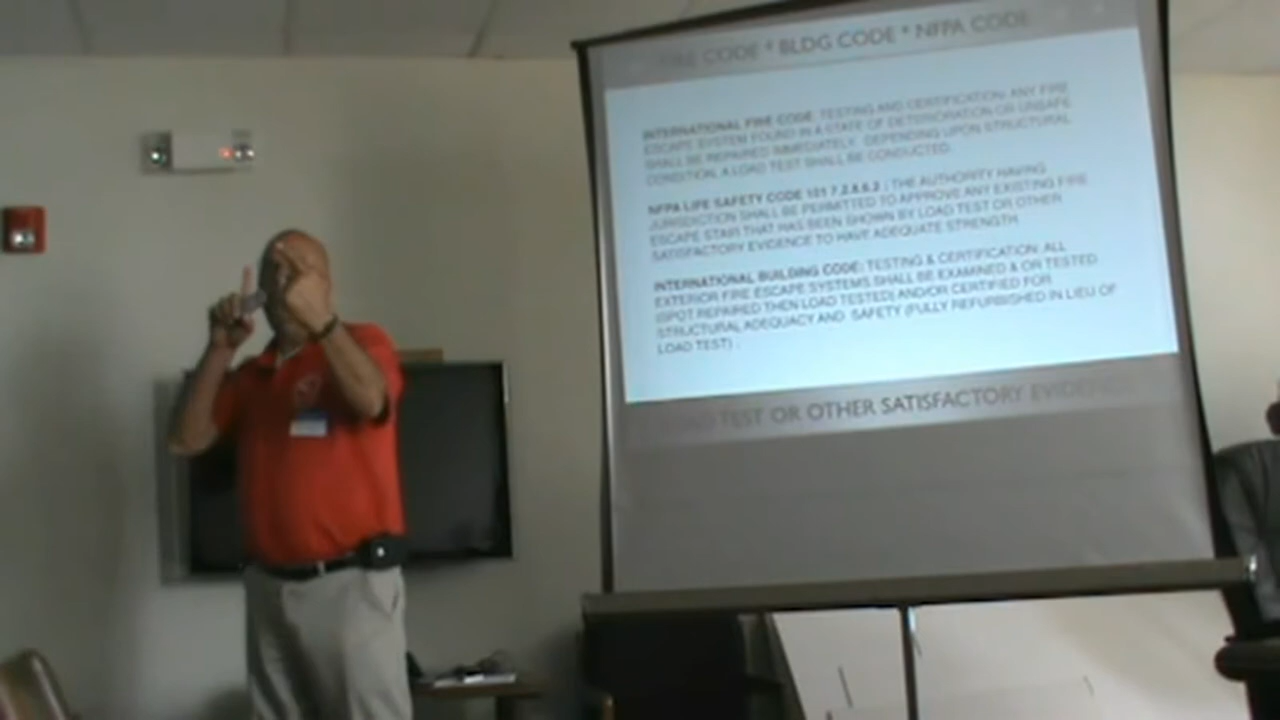 FIRE CODE * BLDG CODE * NFPA CODE
INTERNATIONAL FIRE CODE: TESTING AND CERTIFICATION: ANY FIRE
ESCAPE SYSTEM FOUND IN A STATE OF DETERIORATION OR UNSAFE
SHALL BE REPAIRED IMMEDIATELY. DEPENDING UPON STRUCTURAL
CONDITION, A LOAD TEST SHALL BE CONDUCTED.
NFPA LIFE SAFETY CODE 101 7.2.8.6.2 : THE AUTHORITY HAVING
JURISDICTION SHALL BE PERMITTED TO APPROVE ANY EXISTING FIRE
ESCAPE STAIR THAT HAS BEEN SHOWN BY LOAD TEST OR OTHER
SATISFACTORY EVIDENCE TO HAVE ADEQUATE STRENGTH.
INTERNATIONAL BUILDING CODE: TESTING & CERTIFICATION: ALL
EXTERIOR FIRE ESCAPE SYSTEMS SHALL BE EXAMINED & OR TESTED
(SPOT REPAIRED THEN LOAD TESTED) AND/OR CERTIFIED FOR
STRUCTURAL ADEQUACY AND SAFETY (FULLY REFURBISHED IN LIEU OF
LOAD TEST) .
LOAD TEST OR OTHER SATISFACTORY EVIDENCE